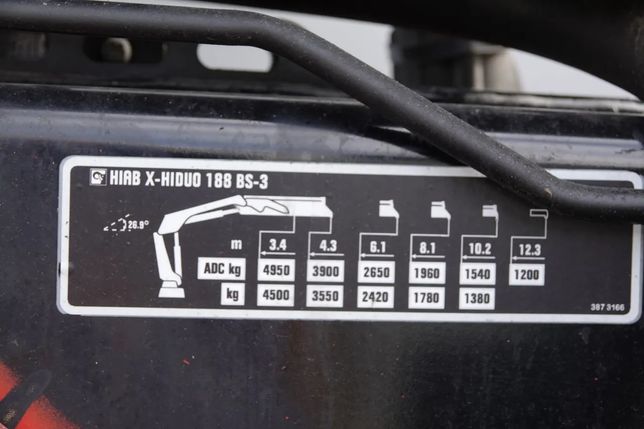 HIAB X-HIDUO 188 BS-3
26.9°
m 3.4 4.3 6.1 8.1 10.2 12.3
ADC kg 4950 3900 2650 1960 1540 1200
kg 4500 3550 2420 1780 1380
387 3166